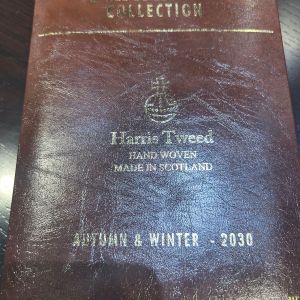 COLLECTION
Harris Tweed
HAND WOVEN
MADE IN SCOTLAND
AUTUMN & WINTER - 2030